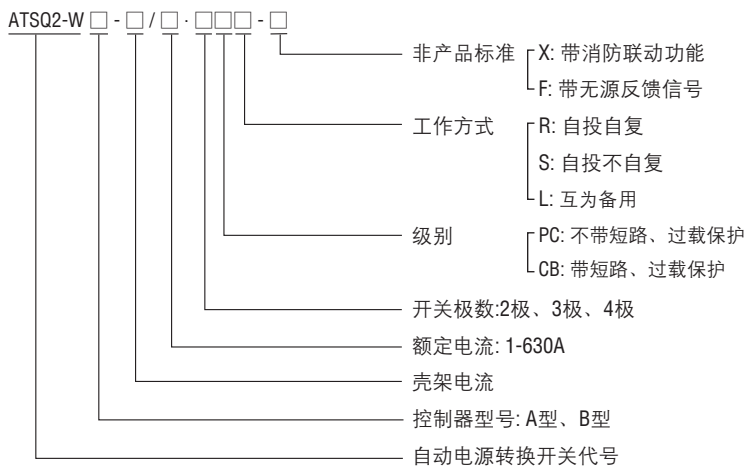 ATSQ2-W □ - □ / □ · □□□ - □
非产品标准 X: 带消防联动功能
F: 带无源反馈信号
工作方式 R: 自投自复
S: 自投不自复
L: 互为备用
级别 PC: 不带短路、过载保护
CB: 带短路、过载保护
开关极数:2极、3极、4极
额定电流: 1-630A
壳架电流
控制器型号: A型、B型
自动电源转换开关代号